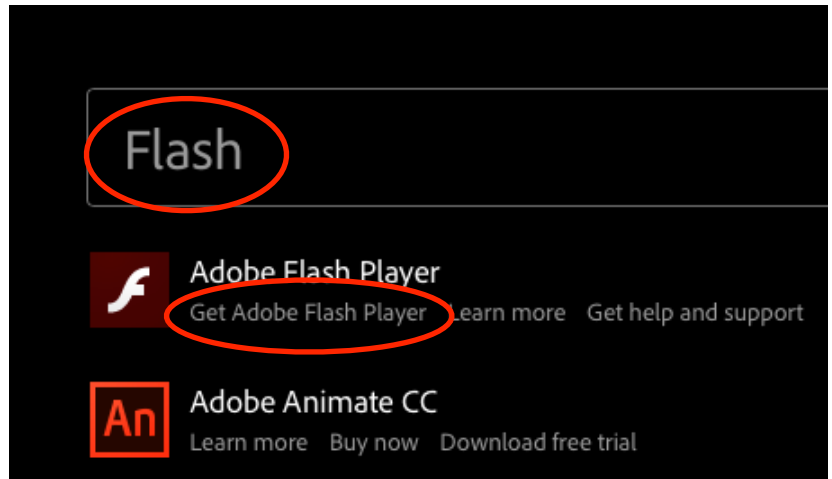 Flash
Adobe Flash Player
Get Adobe Flash Player Learn more Get help and support
An Adobe Animate CC
Learn more Buy now Download free trial